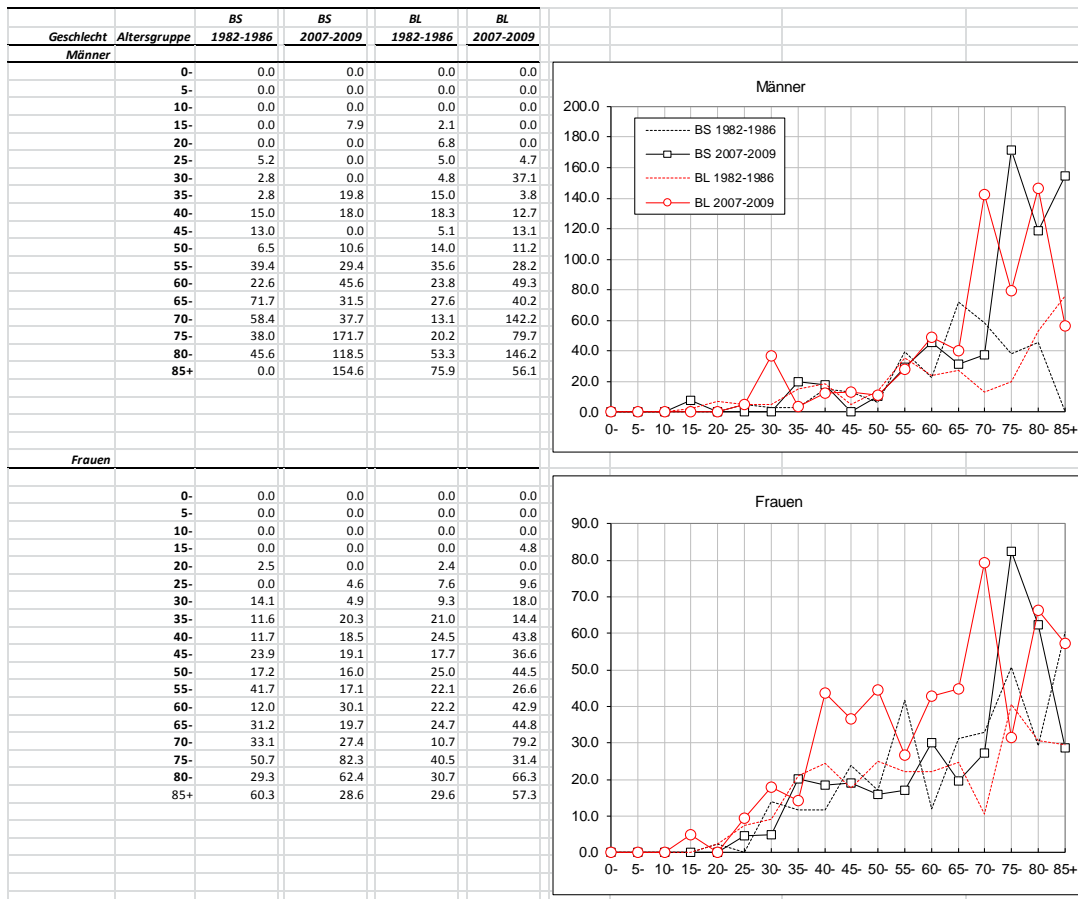 BS BS BL BL
Geschlecht Altersgruppe 1982-1986 2007-2009 1982-1986 2007-2009
Männer
0- 0.0 0.0 0.0 0.0
5- 0.0 0.0 0.0 0.0
10- 0.0 0.0 0.0 0.0
15- 0.0 7.9 2.1 0.0
20- 0.0 0.0 6.8 0.0
25- 5.2 0.0 5.0 4.7
30- 2.8 0.0 4.8 37.1
35- 2.8 19.8 15.0 3.8
40- 15.0 18.0 18.3 12.7
45- 13.0 0.0 5.1 13.1
50- 6.5 10.6 14.0 11.2
55- 39.4 29.4 35.6 28.2
60- 22.6 45.6 23.8 49.3
65- 71.7 31.5 27.6 40.2
70- 58.4 37.7 13.1 142.2
75- 38.0 171.7 20.2 79.7
80- 45.6 118.5 53.3 146.2
85+ 0.0 154.6 75.9 56.1
Männer
200.0
180.0
160.0
140.0
120.0
100.0
80.0
60.0
40.0
20.0
0.0
BS 1982-1986
BS 2007-2009
BL 1982-1986
BL 2007-2009
0- 5- 10- 15- 20- 25- 30- 35- 40- 45- 50- 55- 60- 65- 70- 75- 80- 85+
Frauen
0- 0.0 0.0 0.0 0.0
5- 0.0 0.0 0.0 0.0
10- 0.0 0.0 0.0 0.0
15- 0.0 0.0 0.0 4.8
20- 2.5 0.0 2.4 0.0
25- 0.0 4.6 7.6 9.6
30- 14.1 4.9 9.3 18.0
35- 11.6 20.3 21.0 14.4
40- 11.7 18.5 24.5 43.8
45- 23.9 19.1 17.7 36.6
50- 17.2 16.0 25.0 44.5
55- 41.7 17.1 22.1 26.6
60- 12.0 30.1 22.2 42.9
65- 31.2 19.7 24.7 44.8
70- 33.1 27.4 10.7 79.2
75- 50.7 82.3 40.5 31.4
80- 29.3 62.4 30.7 66.3
85+ 60.3 28.6 29.6 57.3
Frauen
90.0
80.0
70.0
60.0
50.0
40.0
30.0
20.0
10.0
0.0
0- 5- 10- 15- 20- 25- 30- 35- 40- 45- 50- 55- 60- 65- 70- 75- 80- 85+